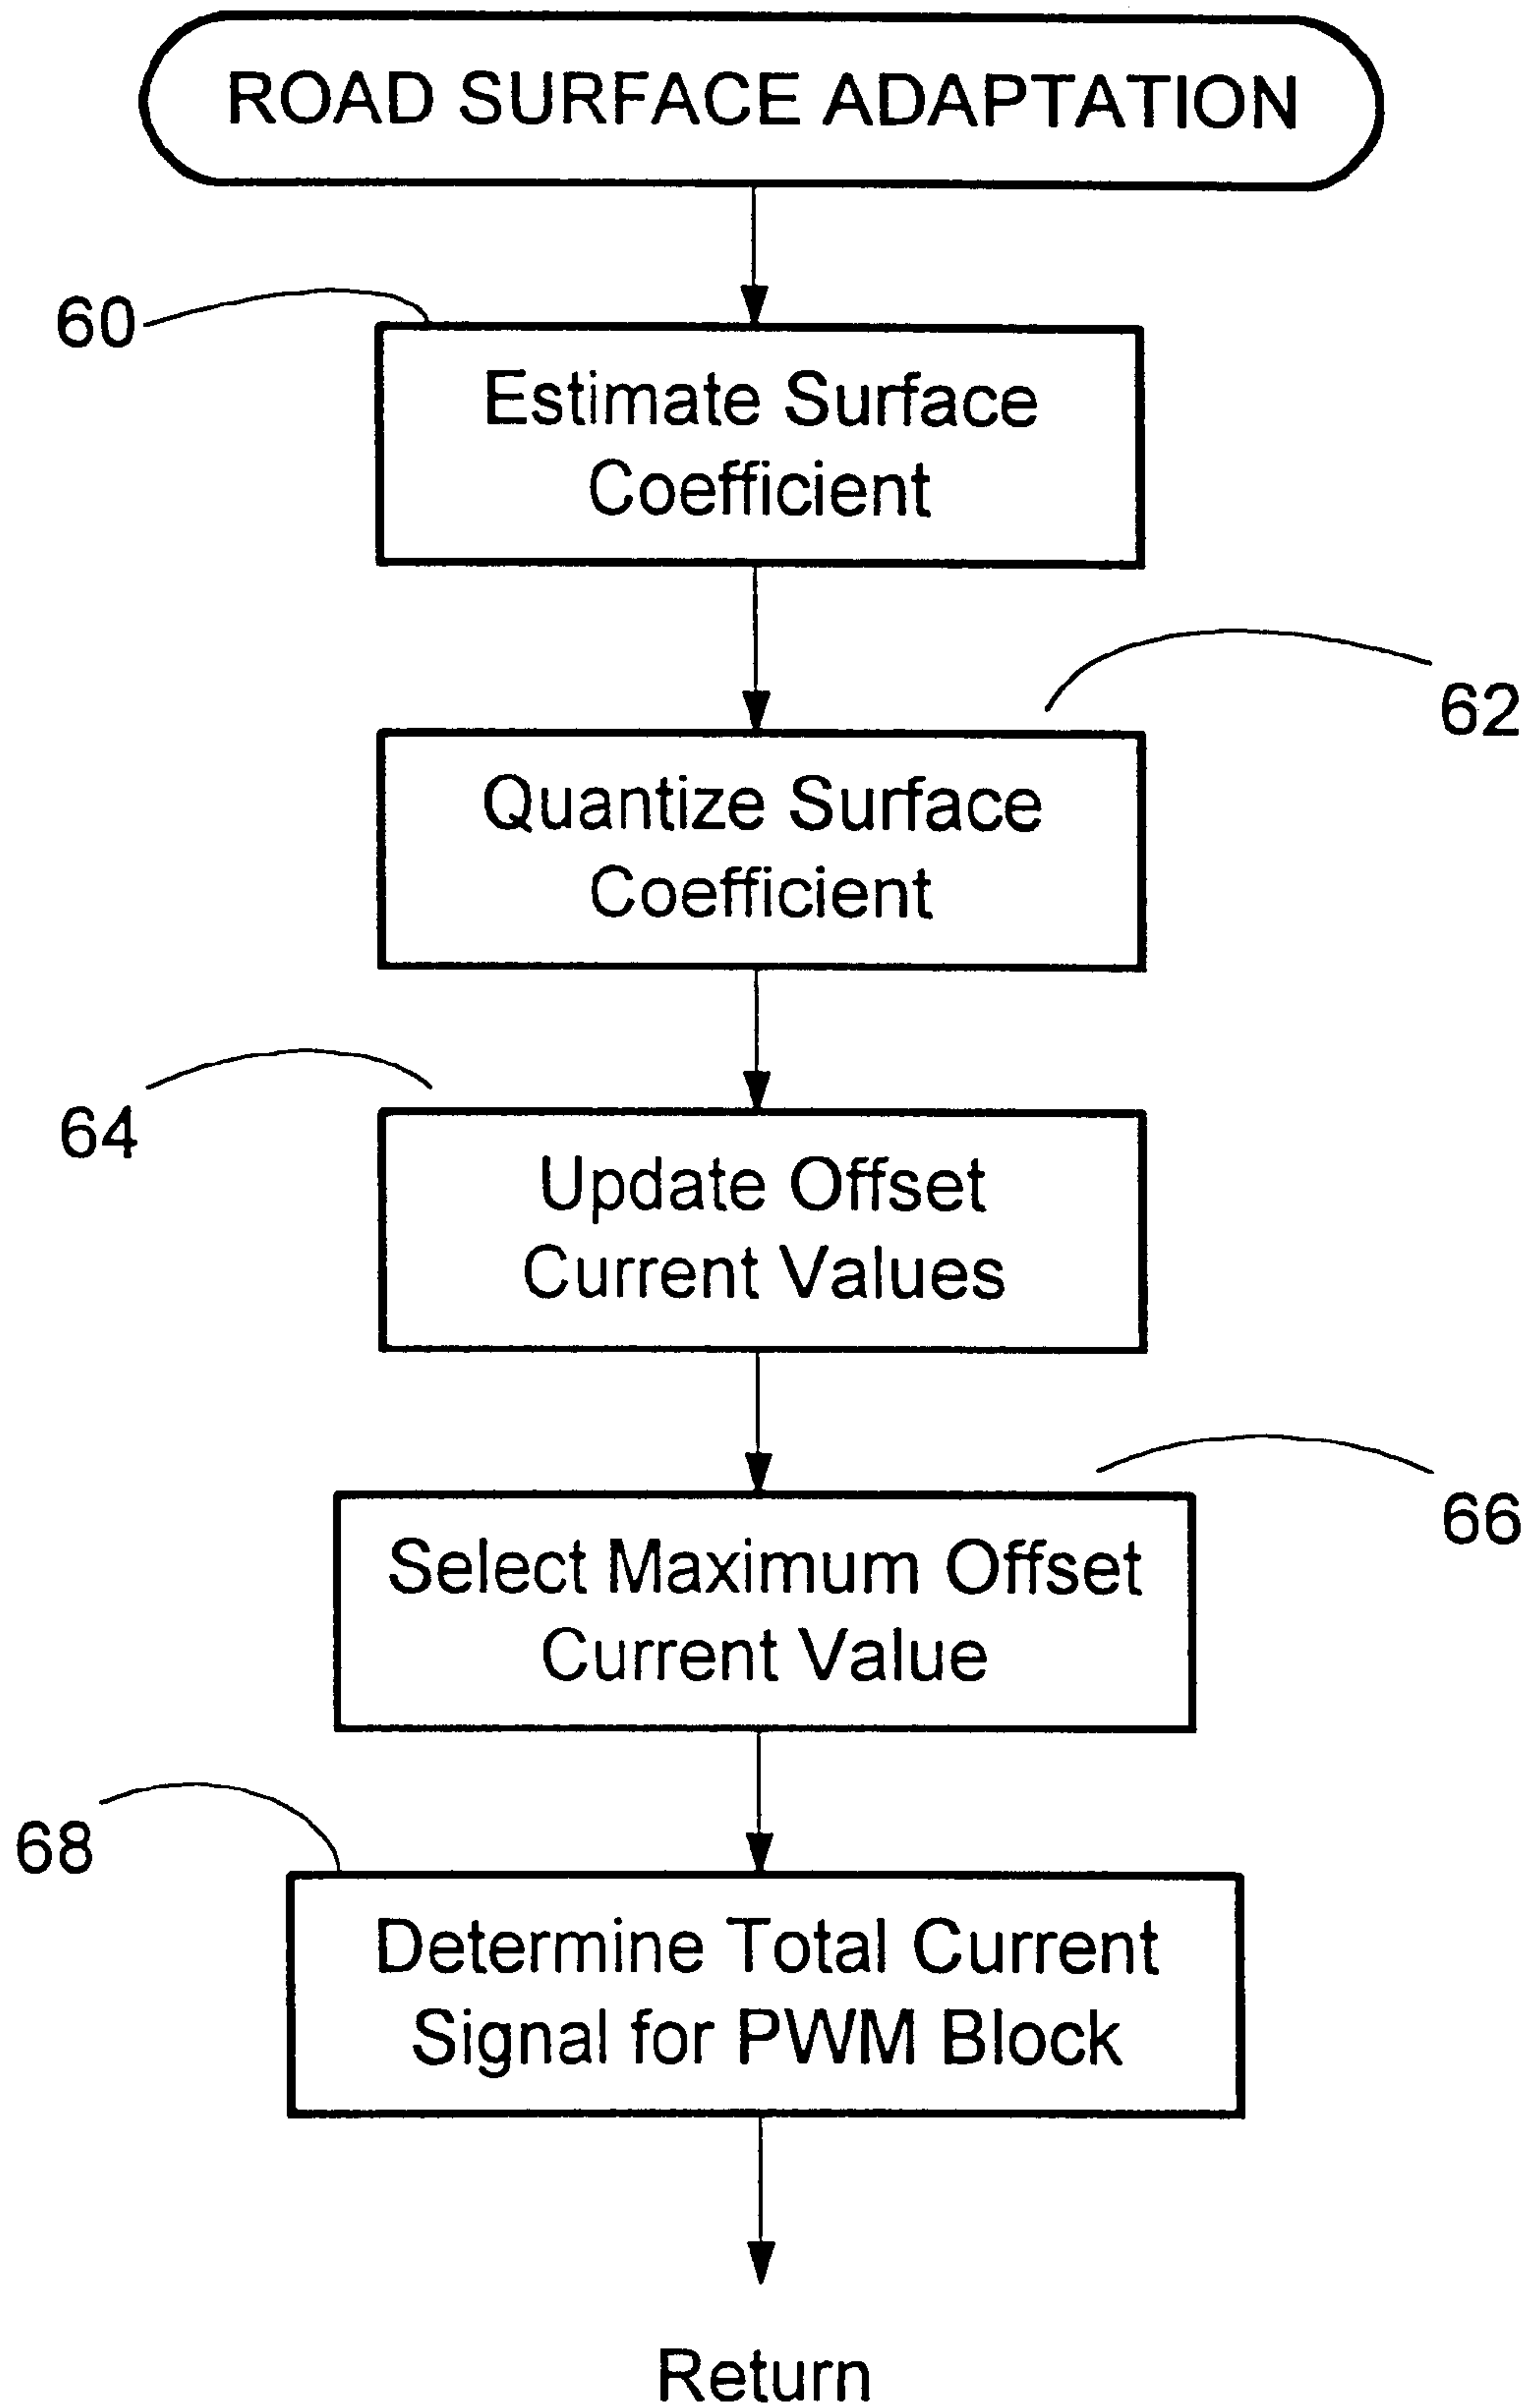 ROAD SURFACE ADAPTATION
60
Estimate Surface
Coefficient
62
Quantize Surface
Coefficient
64
Update Offset
Current Values
66
Select Maximum Offset
Current Value
68
Determine Total Current
Signal for PWM Block
Return